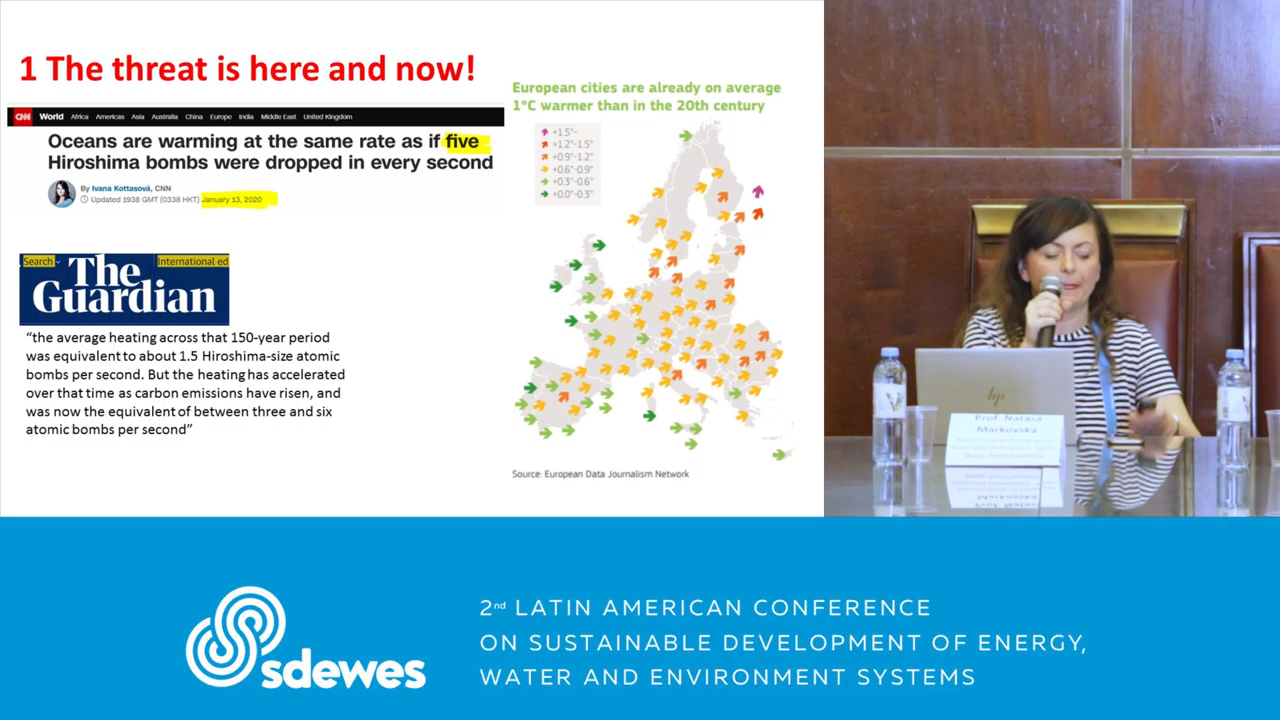 1 The threat is here and now!
CNN World Africa Americas Asia Australia China Europe India Middle East United Kingdom
Oceans are warming at the same rate as if five
Hiroshima bombs were dropped in every second
By Ivana Kottasová, CNN
Updated 1938 GMT (0338 HKT) January 13, 2020
Search
International ed
The
Guardian
“the average heating across that 150-year period
was equivalent to about 1.5 Hiroshima-size atomic
bombs per second. But the heating has accelerated
over that time as carbon emissions have risen, and
was now the equivalent of between three and six
atomic bombs per second”
European cities are already on average
1°C warmer than in the 20th century
+1.5°-
+1.2°-1.5°
+0.9°-1.2°
+0.6°-0.9°
+0.3°-0.6°
+0.0°-0.3°
Source: European Data Journalism Network
hp
Prof. Natasa
Markovska
sdewes
2nd LATIN AMERICAN CONFERENCE
ON SUSTAINABLE DEVELOPMENT OF ENERGY,
WATER AND ENVIRONMENT SYSTEMS